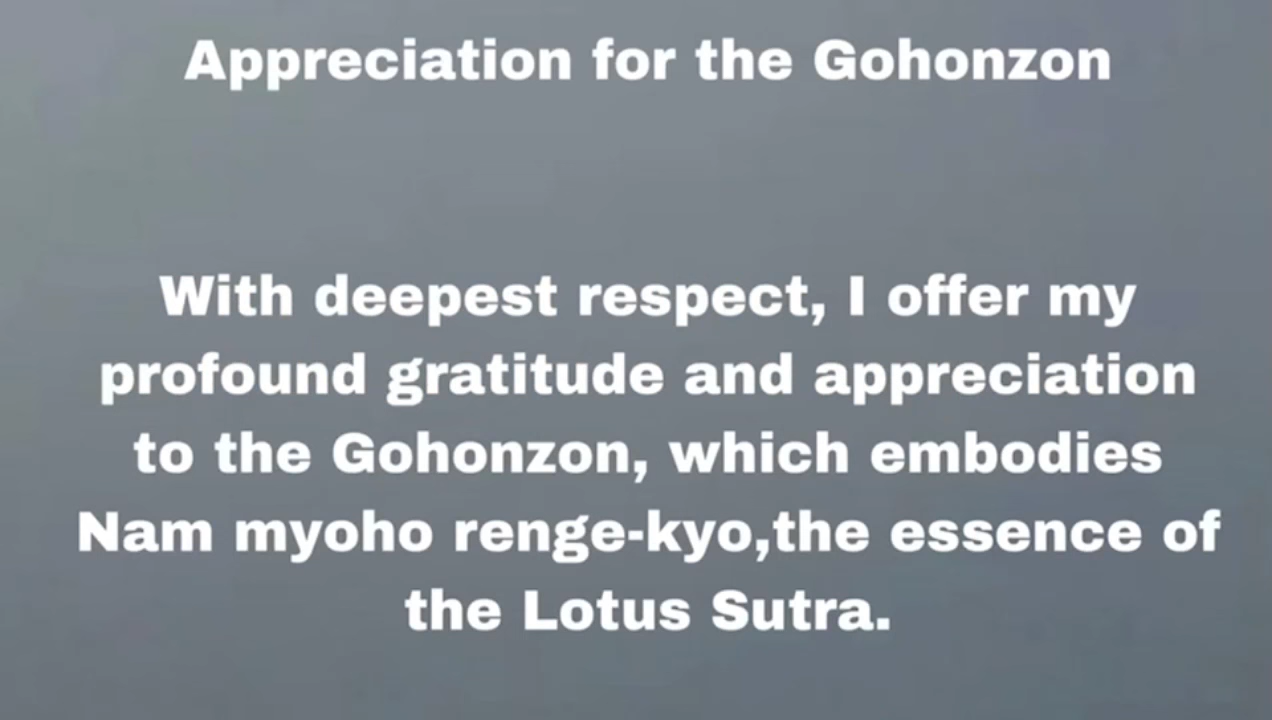 Appreciation for the Gohonzon
With deepest respect, I offer my
profound gratitude and appreciation
to the Gohonzon, which embodies
Nam myoho renge-kyo,the essence of
the Lotus Sutra.